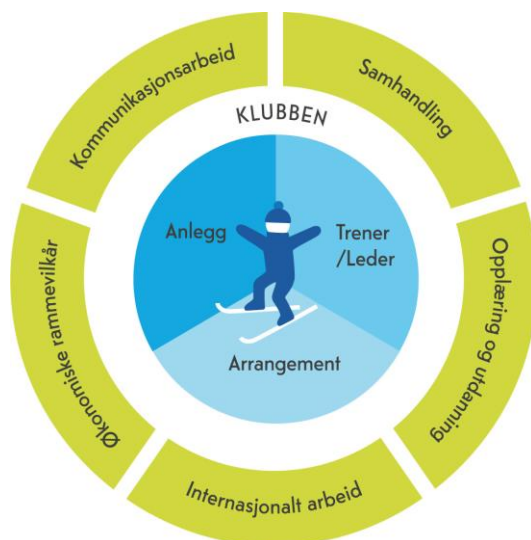 Kommunikasjonsarbeid
Samhandling
KLUBBEN
Anlegg
Trener
/Leder
Arrangement
Økonomiske rammevilkår
Opplæring og utdanning
Internasjonalt arbeid